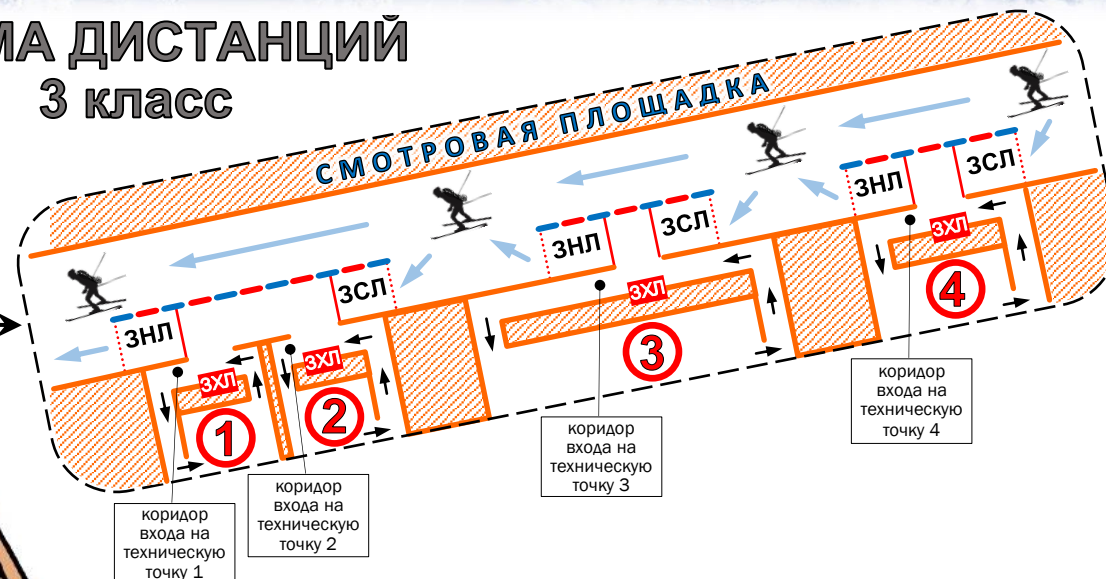 МА ДИСТАНЦИЙ
3 класс
СМОТРОВАЯ ПЛОЩАДКА
ЗНЛ
ЗСЛ
ЗНЛ
ЗСЛ
ЗНЛ
ЗСЛ
ЗХЛ
ЗХЛ
ЗХЛ
ЗХЛ
1
2
3
4
коридор
входа на
техническую
точку 1
коридор
входа на
техническую
точку 2
коридор
входа на
техническую
точку 3
коридор
входа на
техническую
точку 4